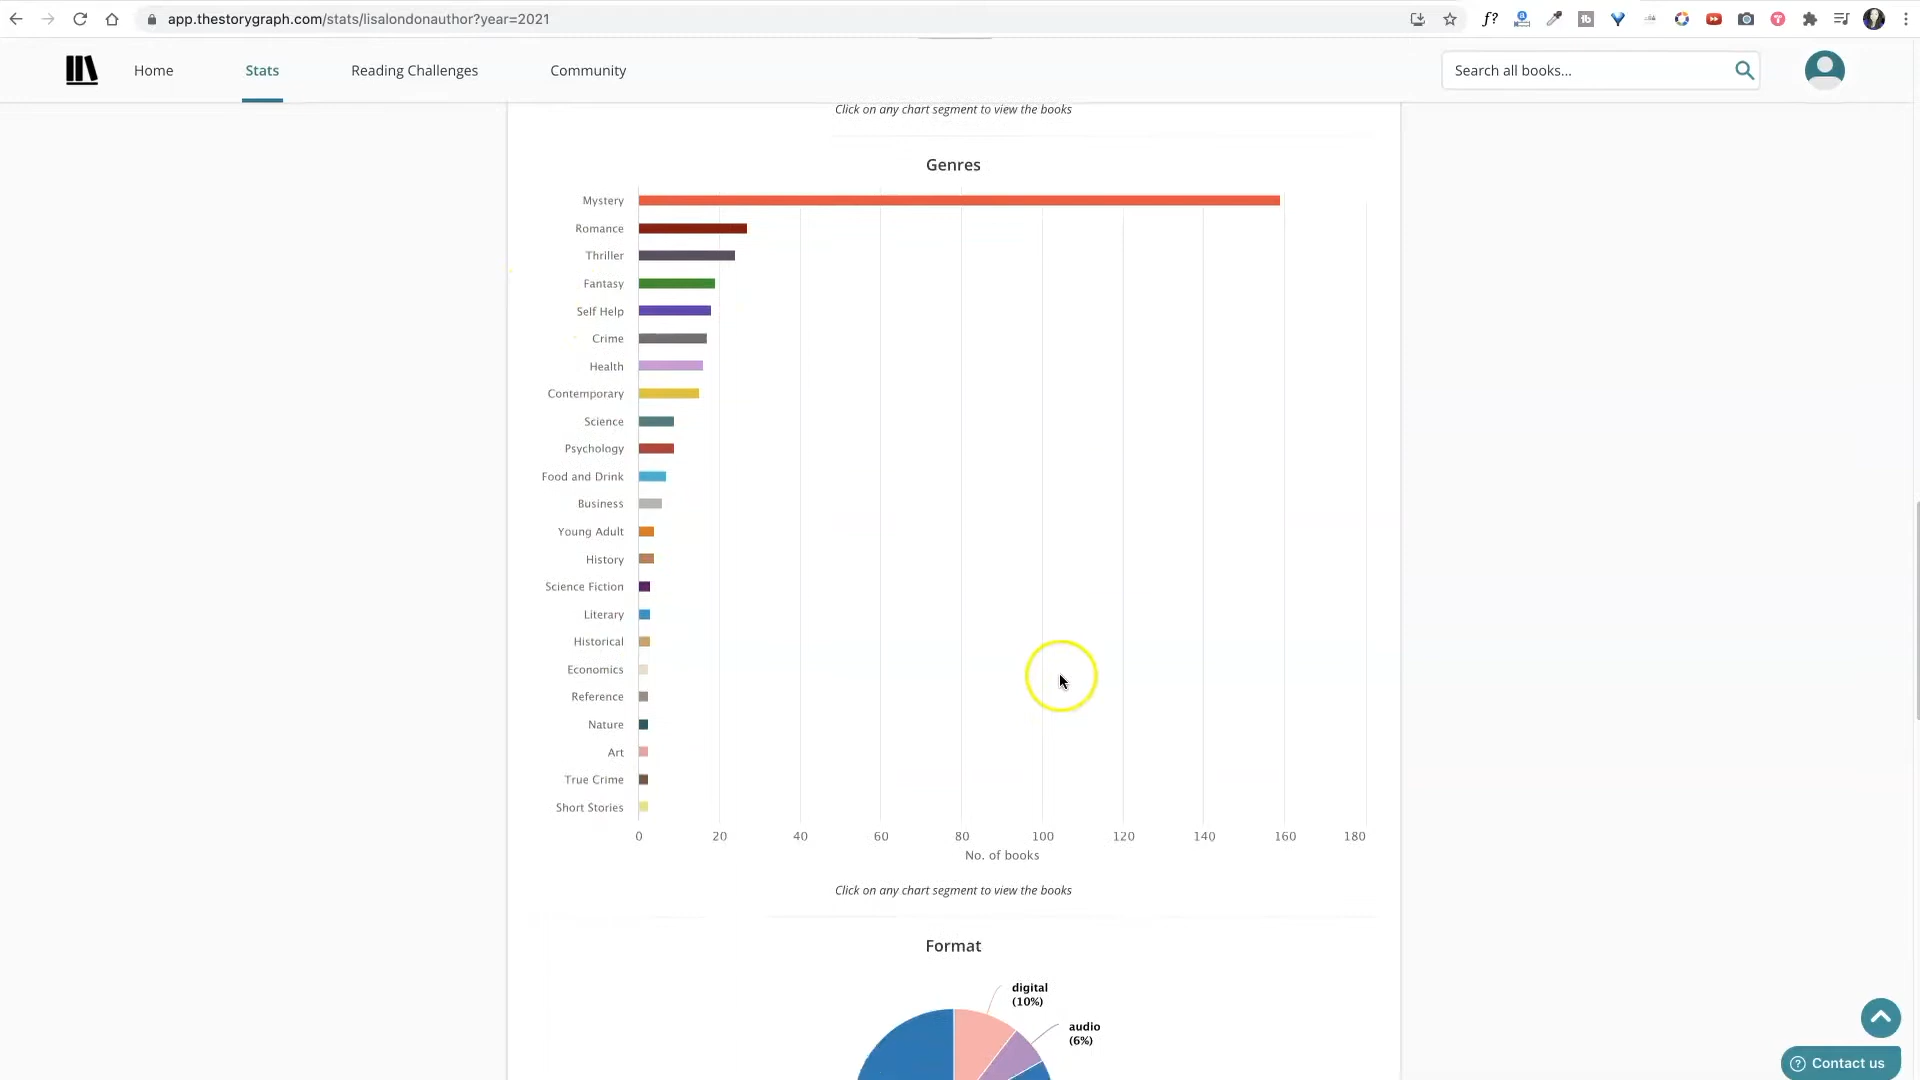 app.thestorygraph.com/stats/lisalondonauthor?year=2021
Home
Stats
Reading Challenges
Community
Search all books...
Click on any chart segment to view the books
Genres
Mystery
Romance
Thriller
Fantasy
Self Help
Crime
Health
Contemporary
Science
Psychology
Food and Drink
Business
Young Adult
History
Science Fiction
Literary
Historical
Economics
Reference
Nature
Art
True Crime
Short Stories
0 20 40 60 80 100 120 140 160 180
No. of books
Click on any chart segment to view the books
Format
digital
(10%)
audio
(6%)
Contact us